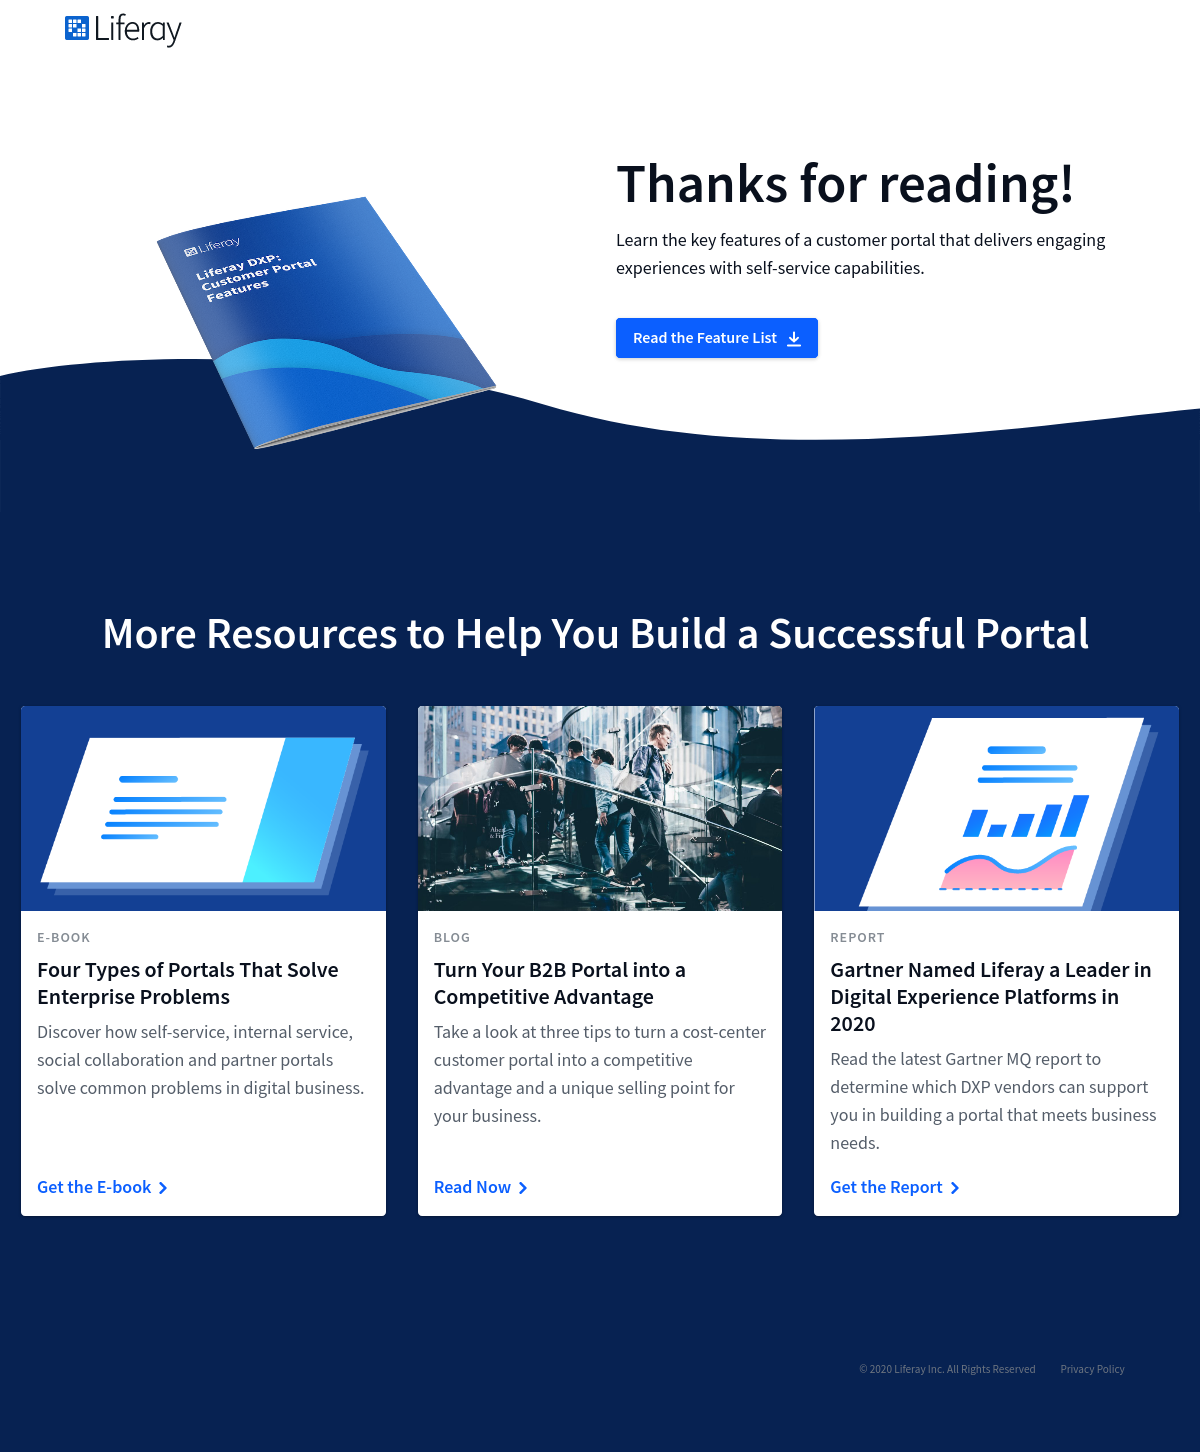 Liferay
Thanks for reading!
Learn the key features of a customer portal that delivers engaging
experiences with self-service capabilities.
Read the Feature List
Liferay
Liferay DXP:
Customer Portal
Features
More Resources to Help You Build a Successful Portal
E-BOOK
Four Types of Portals That Solve
Enterprise Problems
Discover how self-service, internal service,
social collaboration and partner portals
solve common problems in digital business.
Get the E-book
BLOG
Turn Your B2B Portal into a
Competitive Advantage
Take a look at three tips to turn a cost-center
customer portal into a competitive
advantage and a unique selling point for
your business.
Read Now
REPORT
Gartner Named Liferay a Leader in
Digital Experience Platforms in
2020
Read the latest Gartner MQ report to
determine which DXP vendors can support
you in building a portal that meets business
needs.
Get the Report
© 2020 Liferay Inc. All Rights Reserved
Privacy Policy